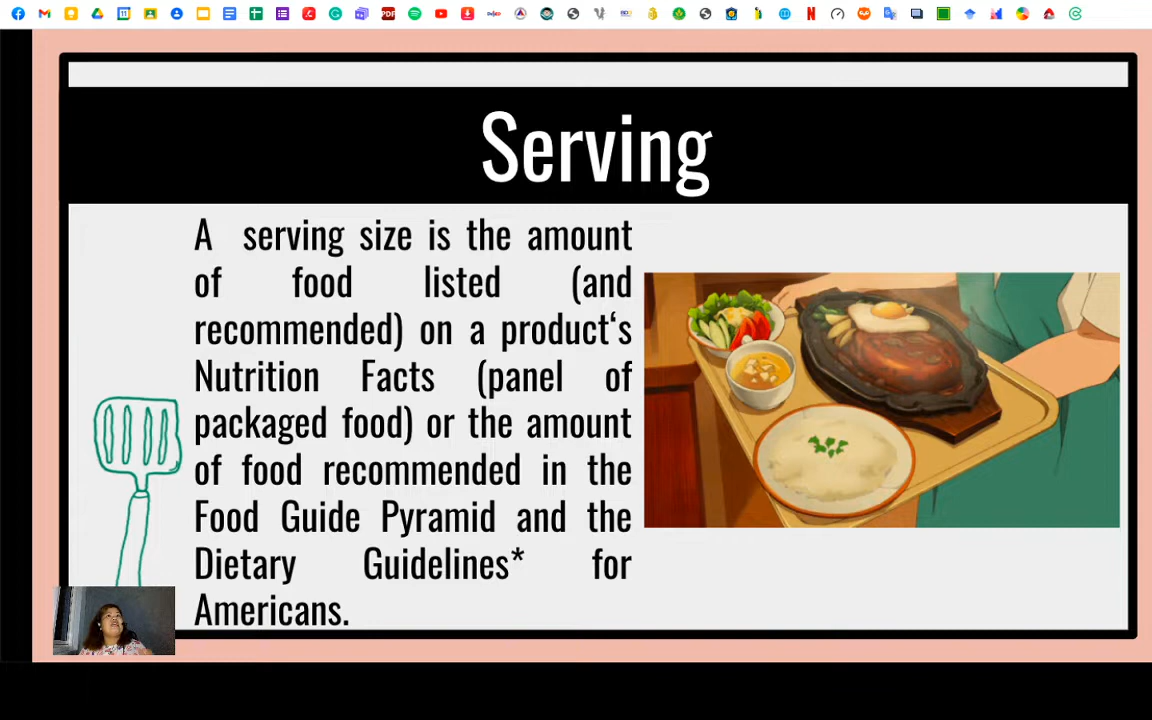 Serving
A serving size is the amount
of food listed (and
recommended) on a product‘s
Nutrition Facts (panel of
packaged food) or the amount
of food recommended in the
Food Guide Pyramid and the
Dietary Guidelines* for
Americans.